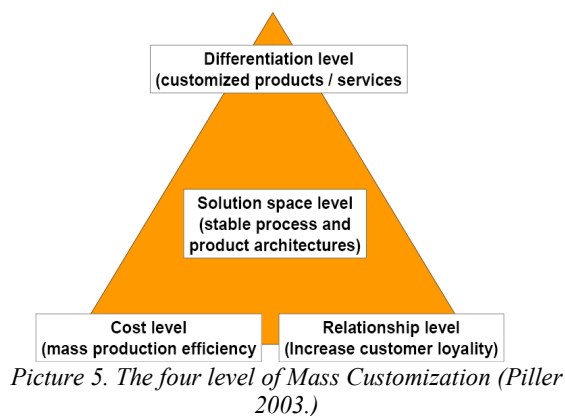 Differentiation level
(customized products / services
Solution space level
(stable process and
product architectures)
Cost level
(mass production efficiency
Relationship level
(Increase customer loyality)
Picture 5. The four level of Mass Customization (Piller
2003.)